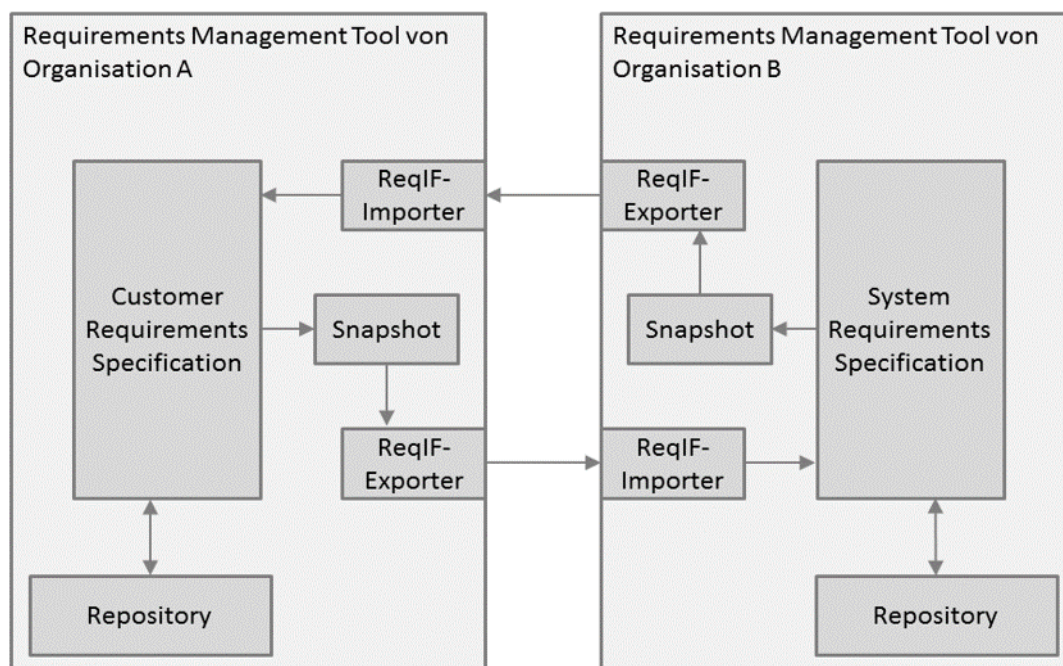 Requirements Management Tool von
Organisation A
ReqIF-
Importer
Customer
Requirements
Specification
Snapshot
ReqIF-
Exporter
Repository
Requirements Management Tool von
Organisation B
ReqIF-
Exporter
System
Requirements
Specification
Snapshot
ReqIF-
Importer
Repository